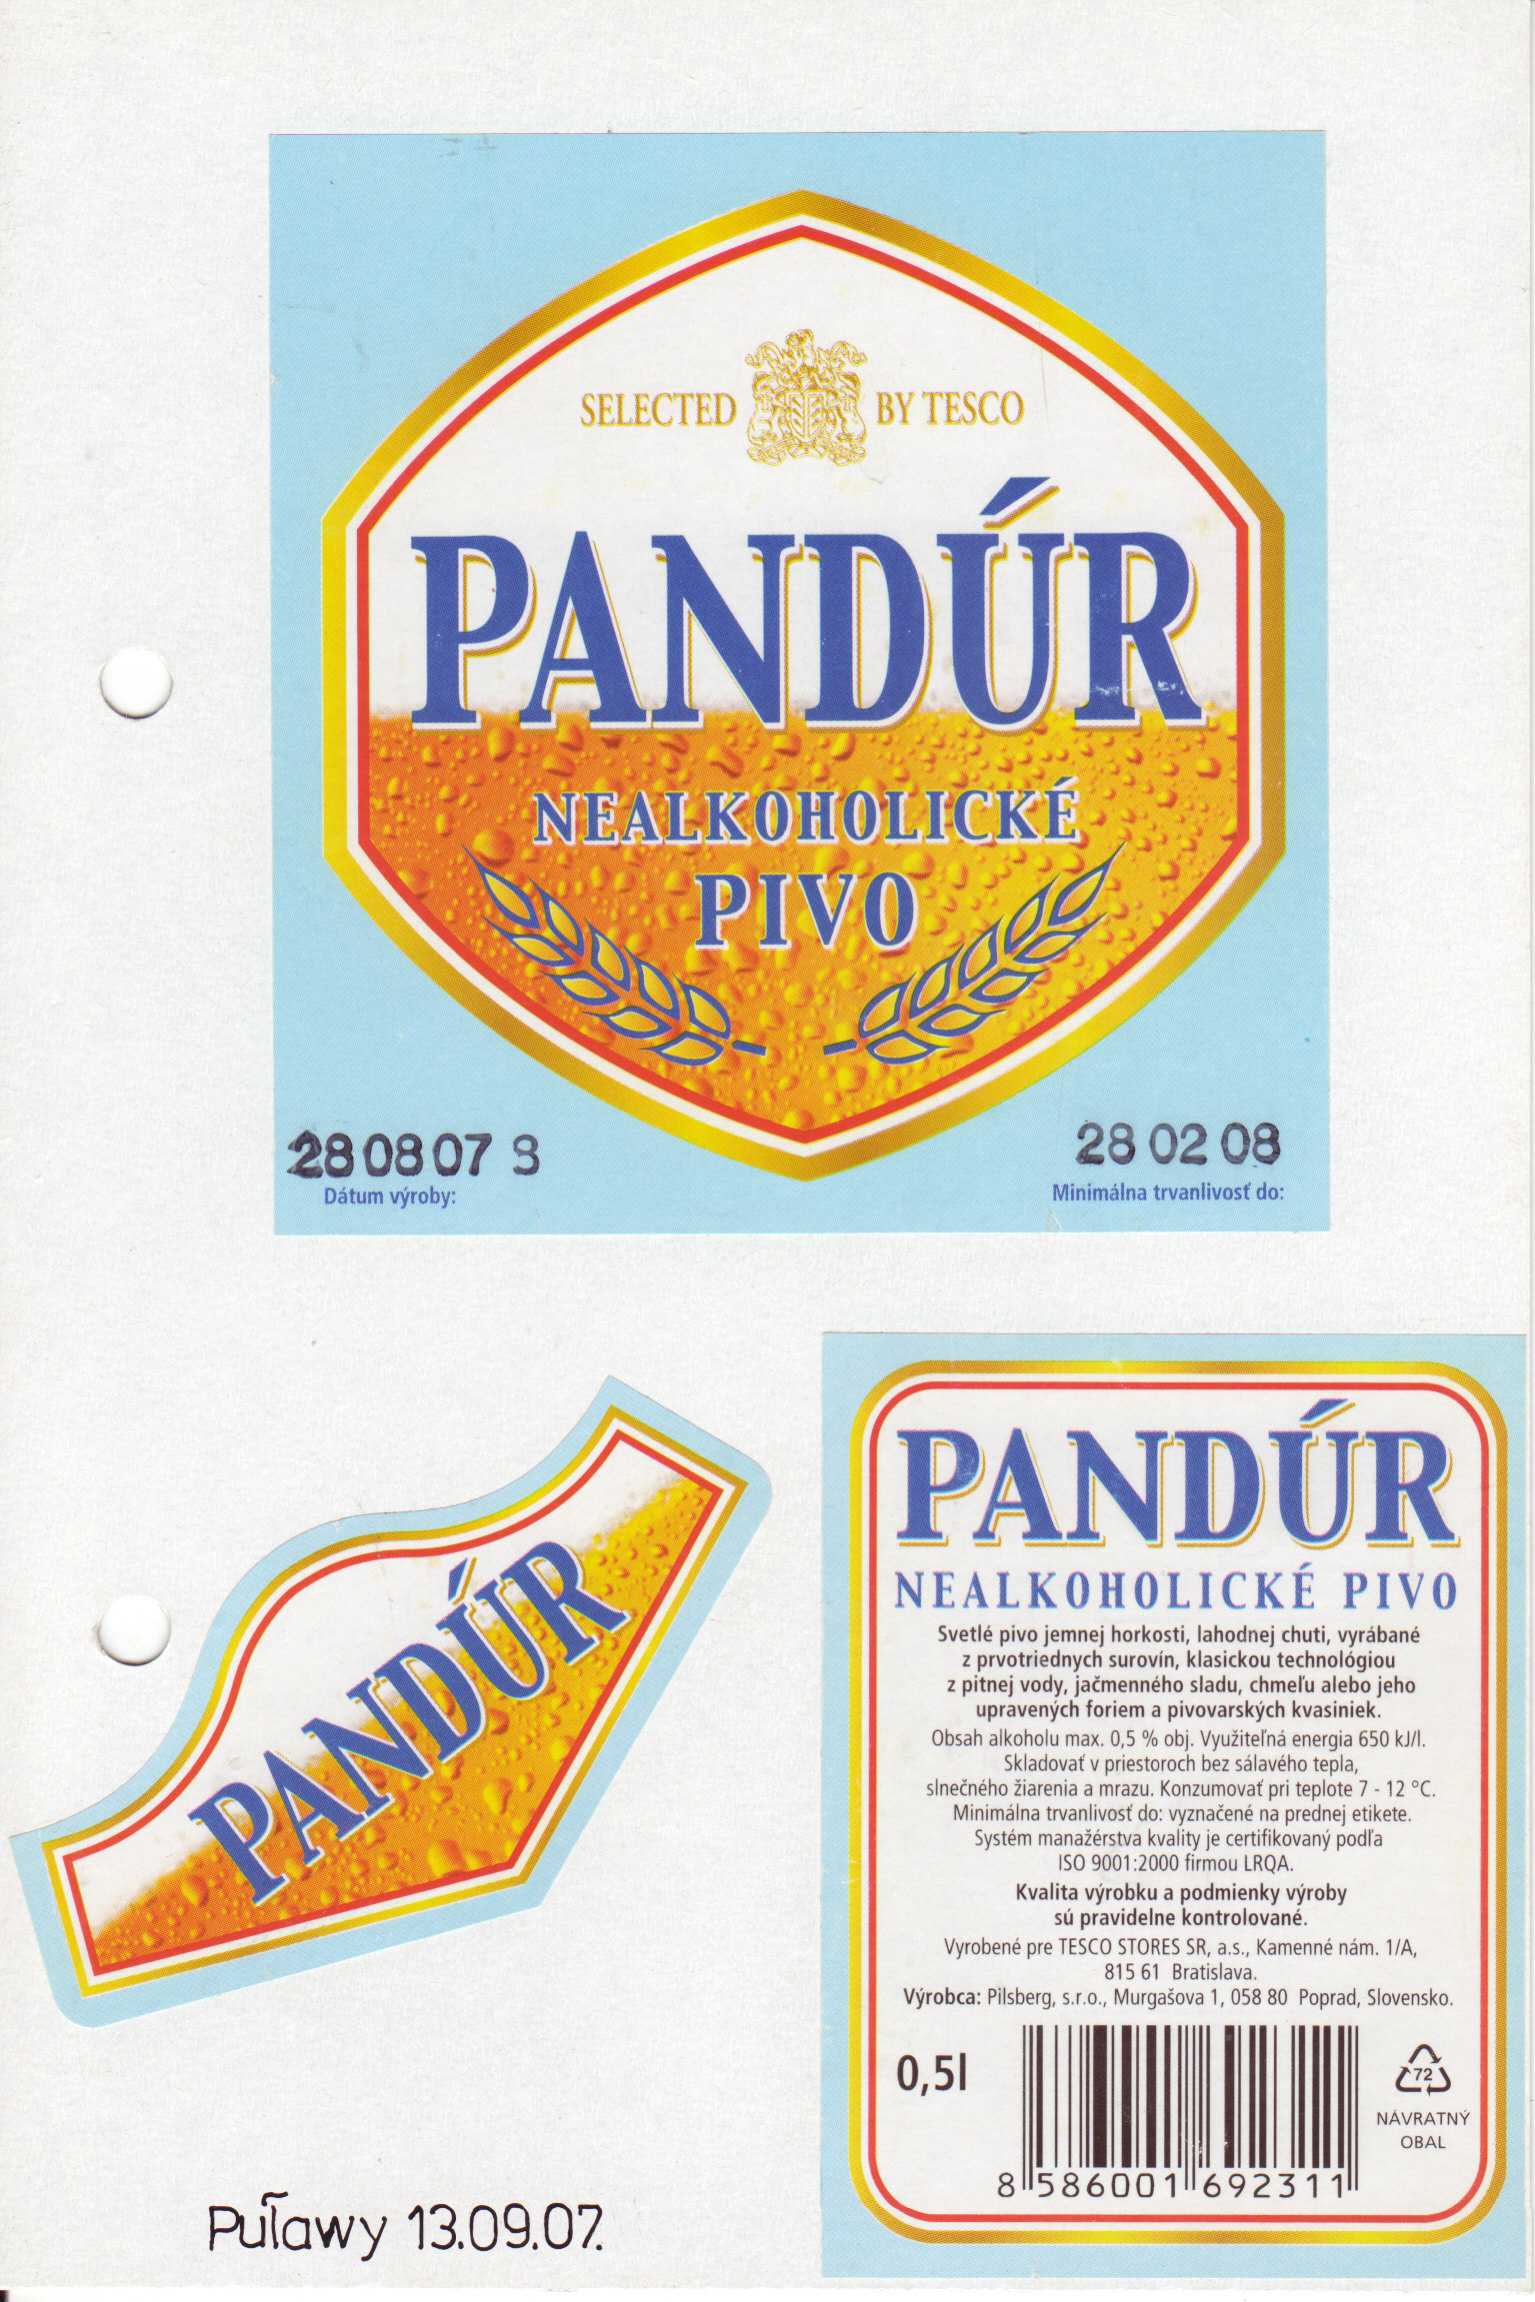 SELECTED BY TESCO
PANDÚR
NEALKOHOLICKÉ
PIVO
28 08 07 3
Dátum výroby:
28 02 08
Minimálna trvanlivosť do:
PANDÚR
PANDÚR
NEALKOHOLICKÉ PIVO
Svetlé pivo jemnej horkosti, lahodnej chuti, vyrábané
z prvotriednych surovín, klasickou technológiou
z pitnej vody, jačmenného sladu, chmeľu alebo jeho
upravených foriem a pivovarských kvasiniek.
Obsah alkoholu max. 0,5 % obj. Využiteľná energia 650 kJ/l.
Skladovať v priestoroch bez sálavého tepla,
slnečného žiarenia a mrazu. Konzumovať pri teplote 7 - 12 °C.
Minimálna trvanlivosť do: vyznačené na prednej etikete.
Systém manažérstva kvality je certifikovaný podľa
ISO 9001:2000 firmou LRQA.
Kvalita výrobku a podmienky výroby
sú pravidelne kontrolované.
Vyrobené pre TESCO STORES SR, a.s., Kamenné nám. 1/A,
815 61 Bratislava.
Výrobca: Pilsberg, s.r.o., Murgašova 1, 058 80 Poprad, Slovensko.
0,5l
72
NÁVRATNÝ
OBAL
8 586001 692311
Puławy 13.09.07.